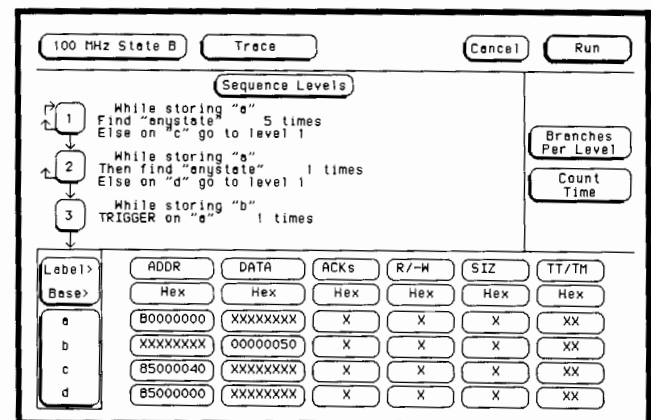 100 MHz State B Trace Cancel Run
Sequence Levels
While storing "a"
1 Find "anystate" 5 times
Else on "c" go to level 1
While storing "a"
2 Then find "anystate" 1 times
Else on "d" go to level 1
While storing "b"
3 TRIGGER on "a" 1 times
Branches
Per Level
Count
Time
Label> ADDR DATA ACKs R/-W SIZ TT/TM
Base> Hex Hex Hex Hex Hex Hex
a B0000000 XXXXXXXX X X X XX
b XXXXXXXX 00000050 X X X XX
c B5000040 XXXXXXXX X X X XX
d B5000000 XXXXXXXX X X X XX